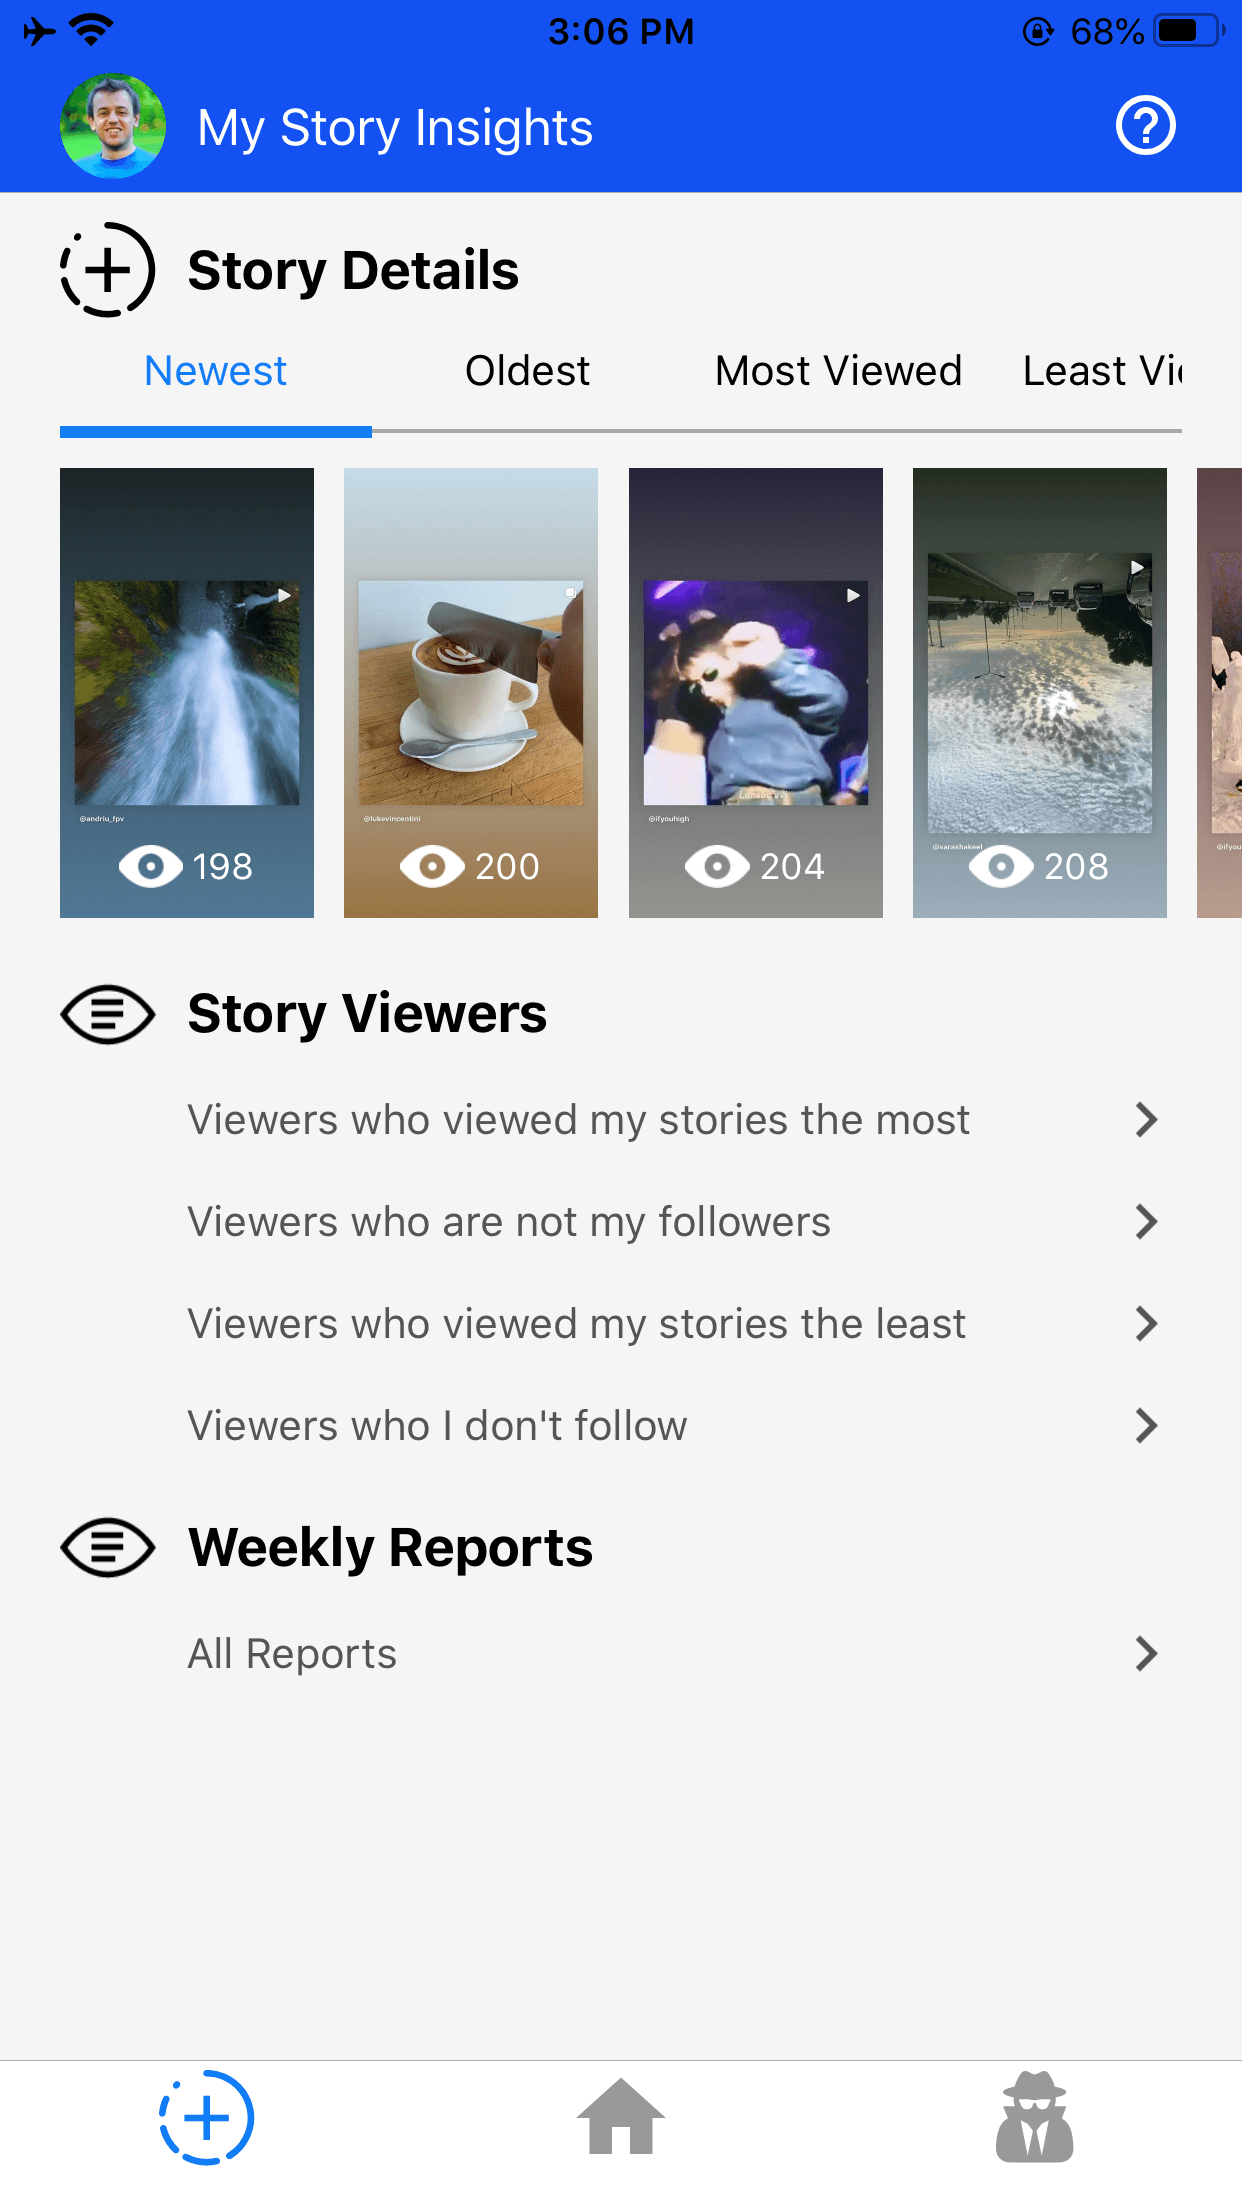 3:06 PM
68%
My Story Insights
Story Details
Newest
Oldest
Most Viewed
Least Vi
@andriu_fpv
198
@lukevincentini
200
@ifyouhigh
204
@sarashakeel
208
@ifyou
Story Viewers
Viewers who viewed my stories the most
Viewers who are not my followers
Viewers who viewed my stories the least
Viewers who I don't follow
Weekly Reports
All Reports